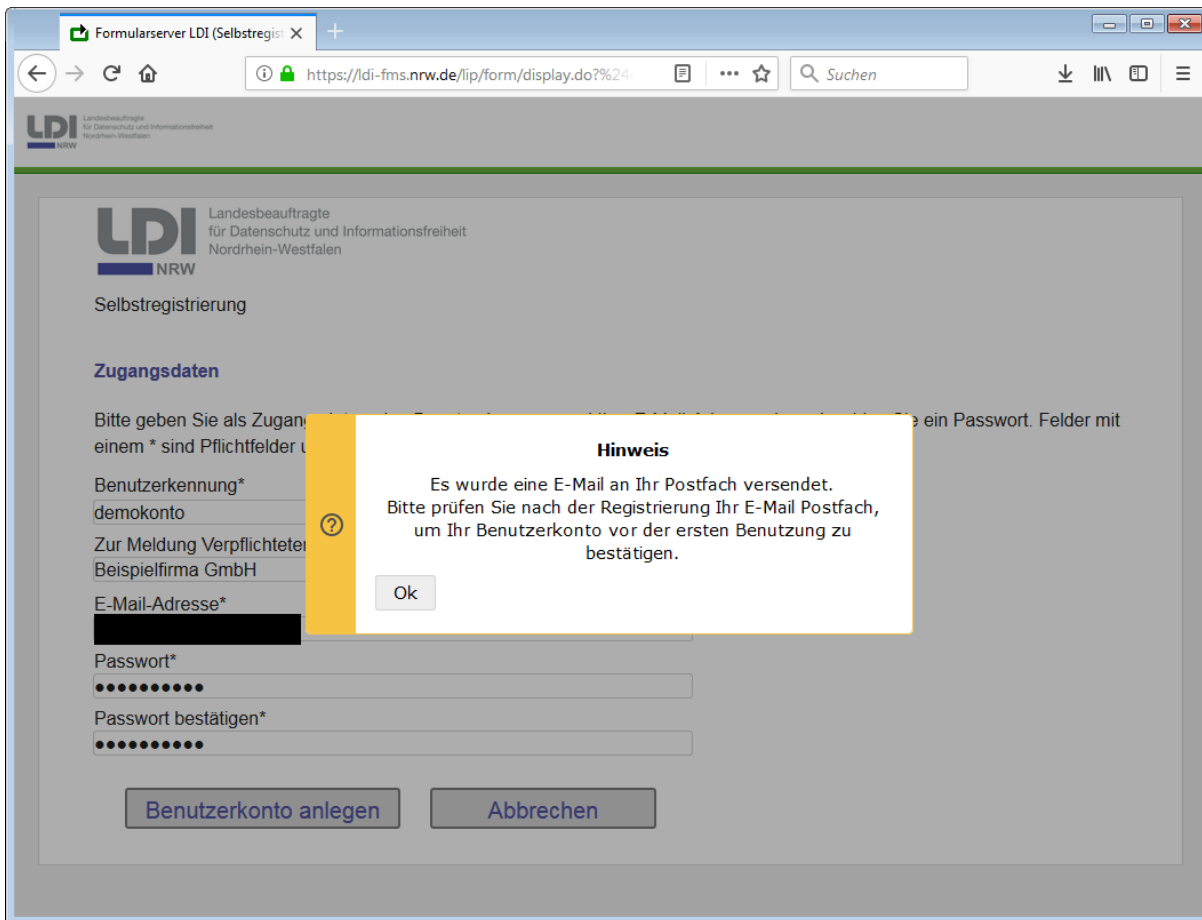 Formularserver LDI (Selbstregist
https://ldi-fms.nrw.de/lip/form/display.do?%24
Suchen
LDI
NRW
Landesbeauftragte
für Datenschutz und Informationsfreiheit
Nordrhein-Westfalen
LDI
NRW
Landesbeauftragte
für Datenschutz und Informationsfreiheit
Nordrhein-Westfalen
Selbstregistrierung
Zugangsdaten
Bitte geben Sie als Zugan ein Passwort. Felder mit
einem * sind Pflichtfelder
Hinweis
Es wurde eine E-Mail an Ihr Postfach versendet.
Bitte prüfen Sie nach der Registrierung Ihr E-Mail Postfach,
um Ihr Benutzerkonto vor der ersten Benutzung zu
bestätigen.
Ok
Benutzerkennung*
demokonto
Zur Meldung Verpflichteter
Beispielfirma GmbH
E-Mail-Adresse*
Passwort*
●●●●●●●●●●
Passwort bestätigen*
●●●●●●●●●●
Benutzerkonto anlegen
Abbrechen